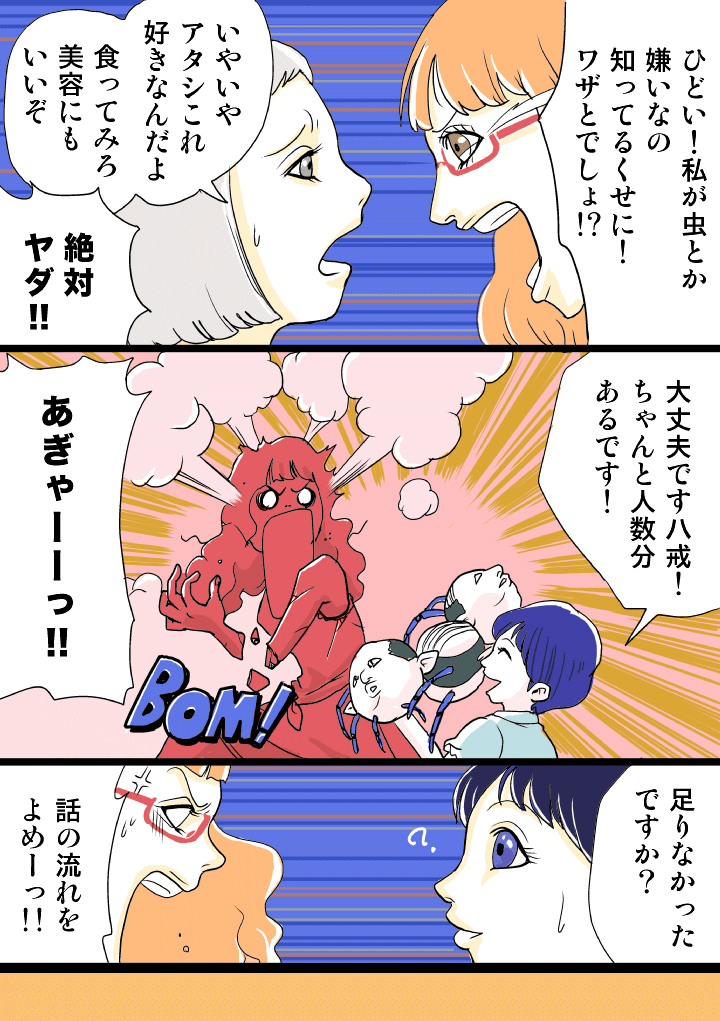 ひどい！私が虫とか
嫌いなの
知ってるくせに！
ワザとでしょ!?
いやいや
アタシこれ
好きなんだよ
食ってみろ
美容にも
いいぞ
絶対
ヤダ!!
大丈夫です八戒！
ちゃんと人数分
あるです！
あぎゃーーっ!!
BOM!
足りなかった
ですか？
?
話の流れを
よめーっ!!